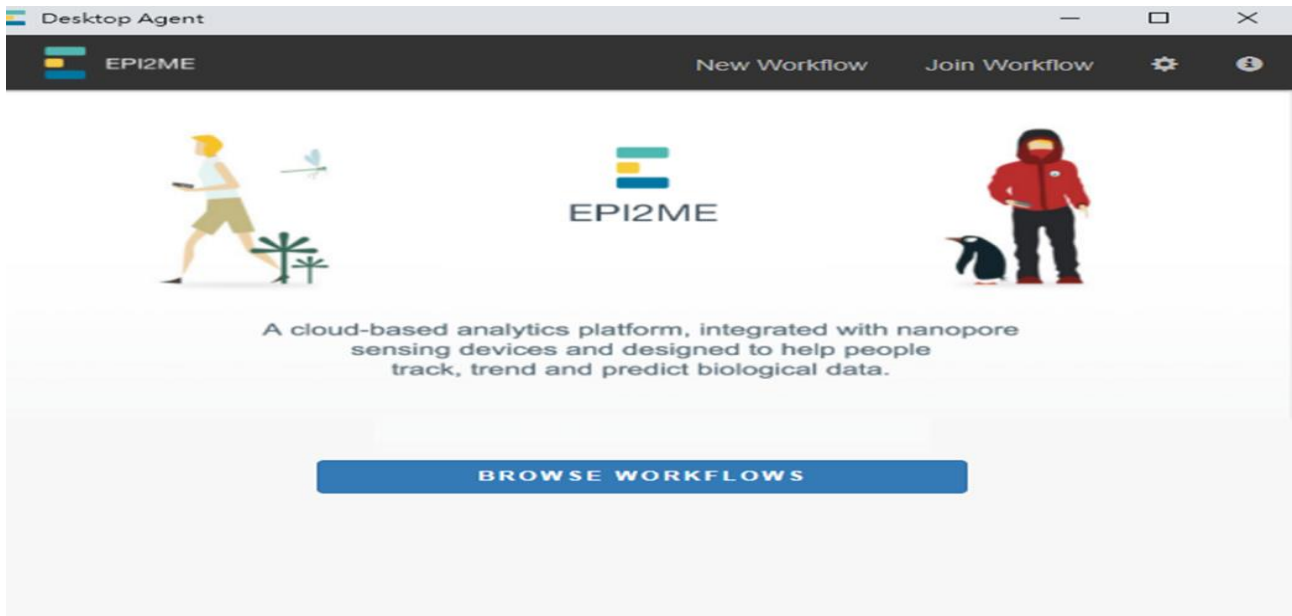 Desktop Agent
EPI2ME
New Workflow
Join Workflow
EPI2ME
A cloud-based analytics platform, integrated with nanopore
sensing devices and designed to help people
track, trend and predict biological data.
BROWSE WORKFLOWS